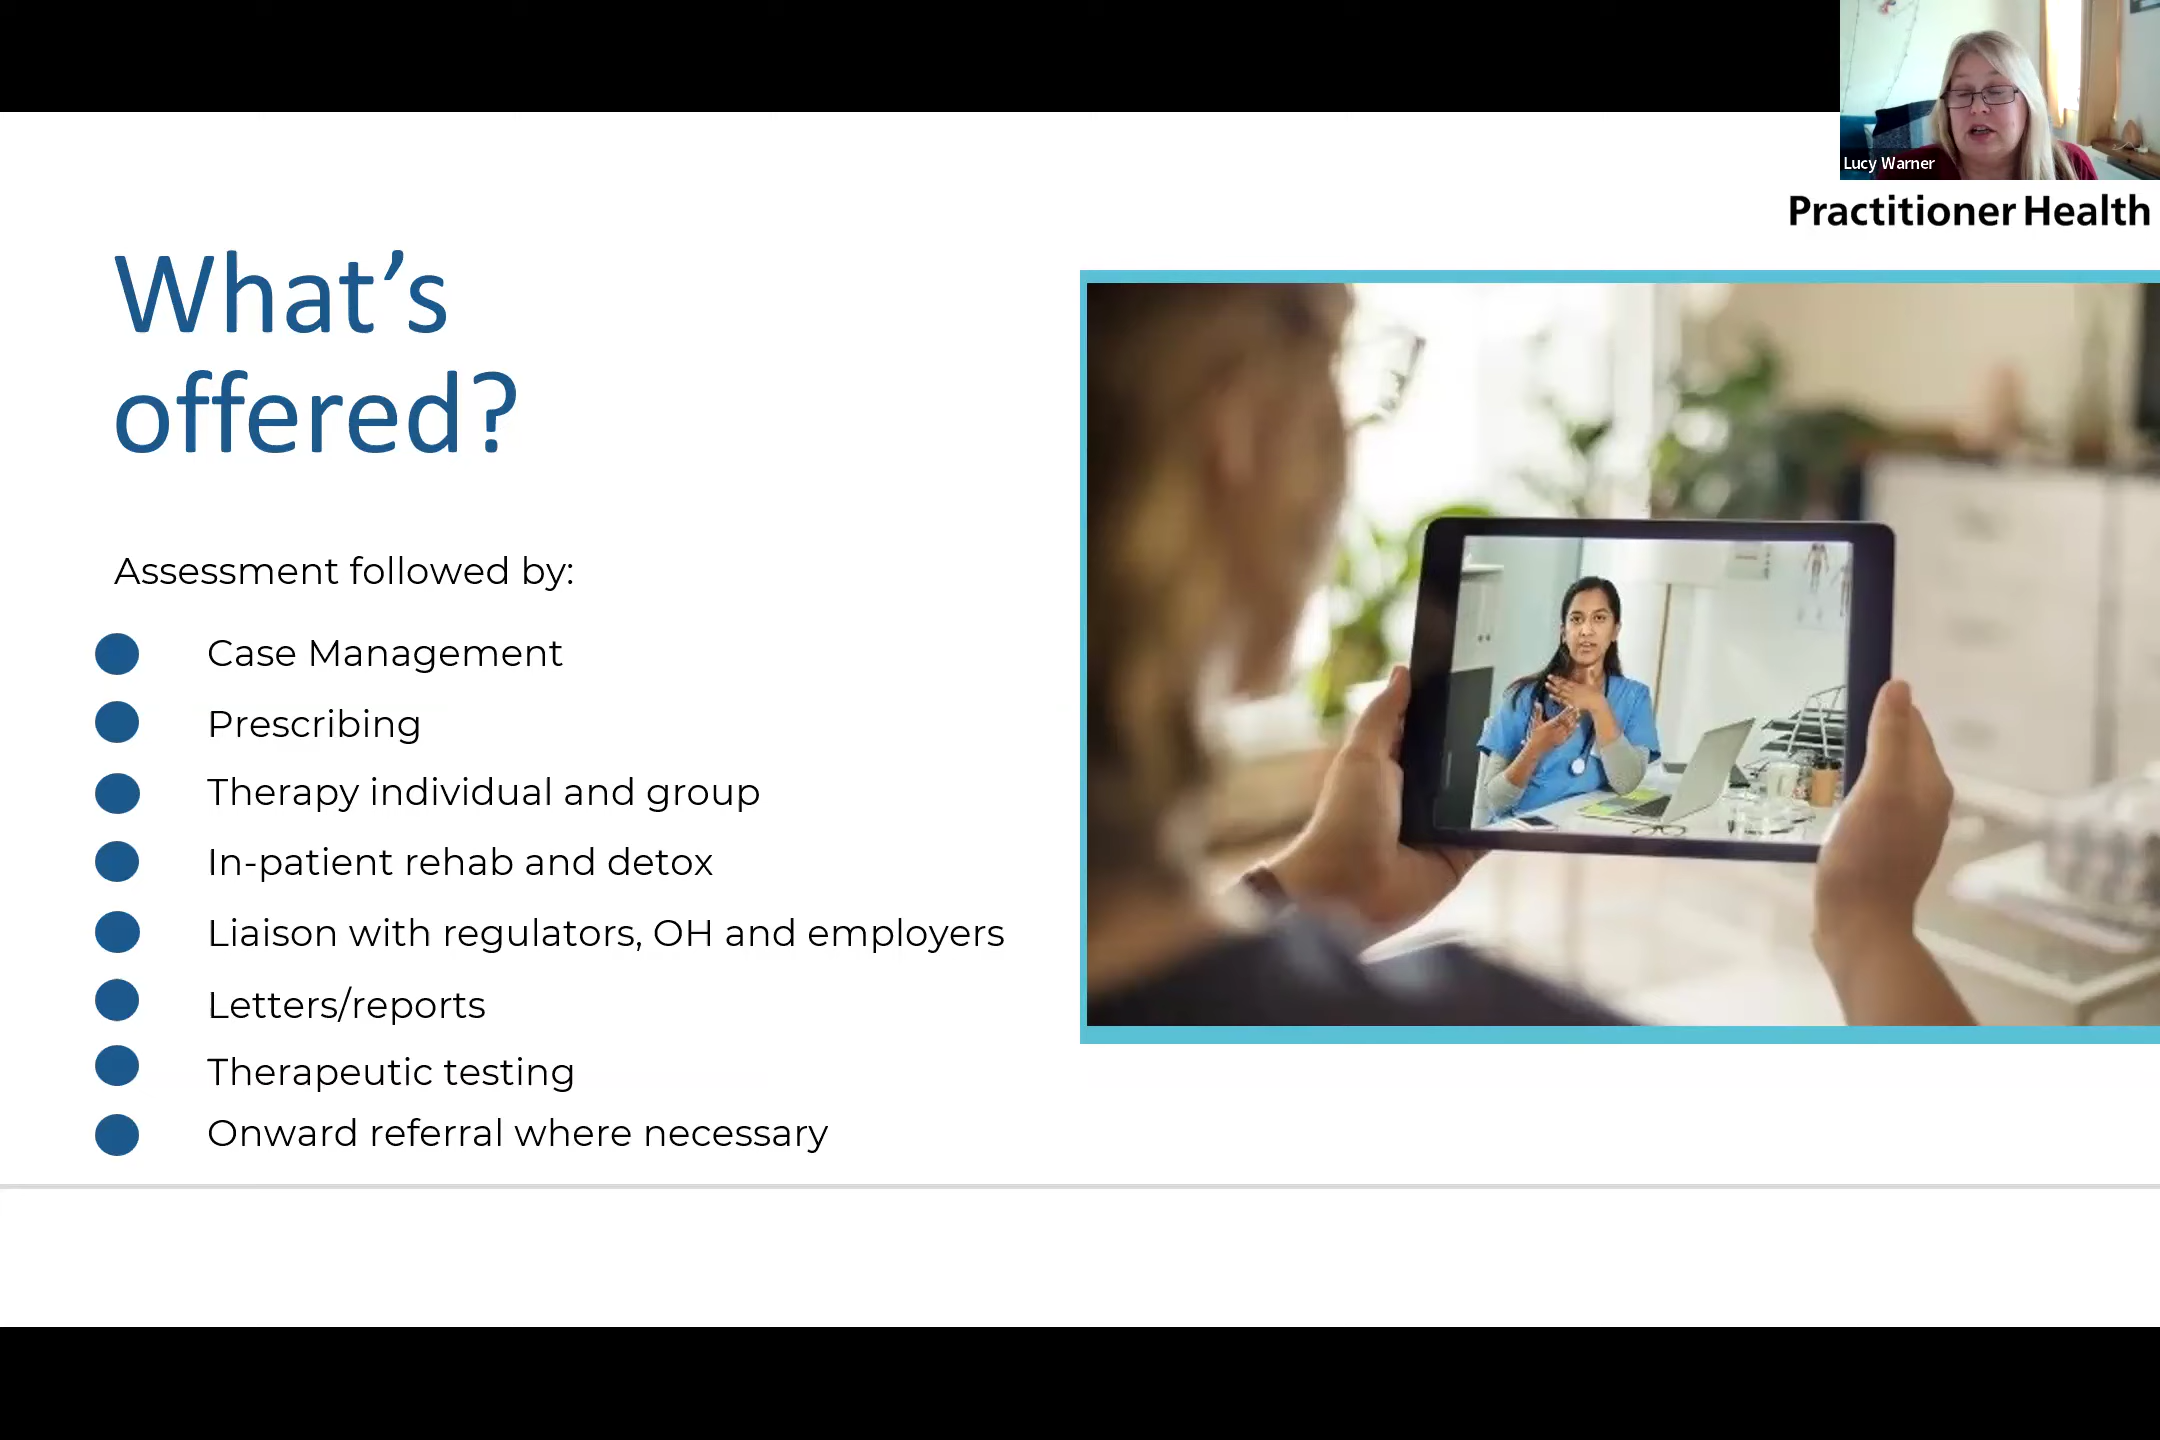 Lucy Warner
Practitioner Health
What’s
offered?
Assessment followed by:
Case Management
Prescribing
Therapy individual and group
In-patient rehab and detox
Liaison with regulators, OH and employers
Letters/reports
Therapeutic testing
Onward referral where necessary